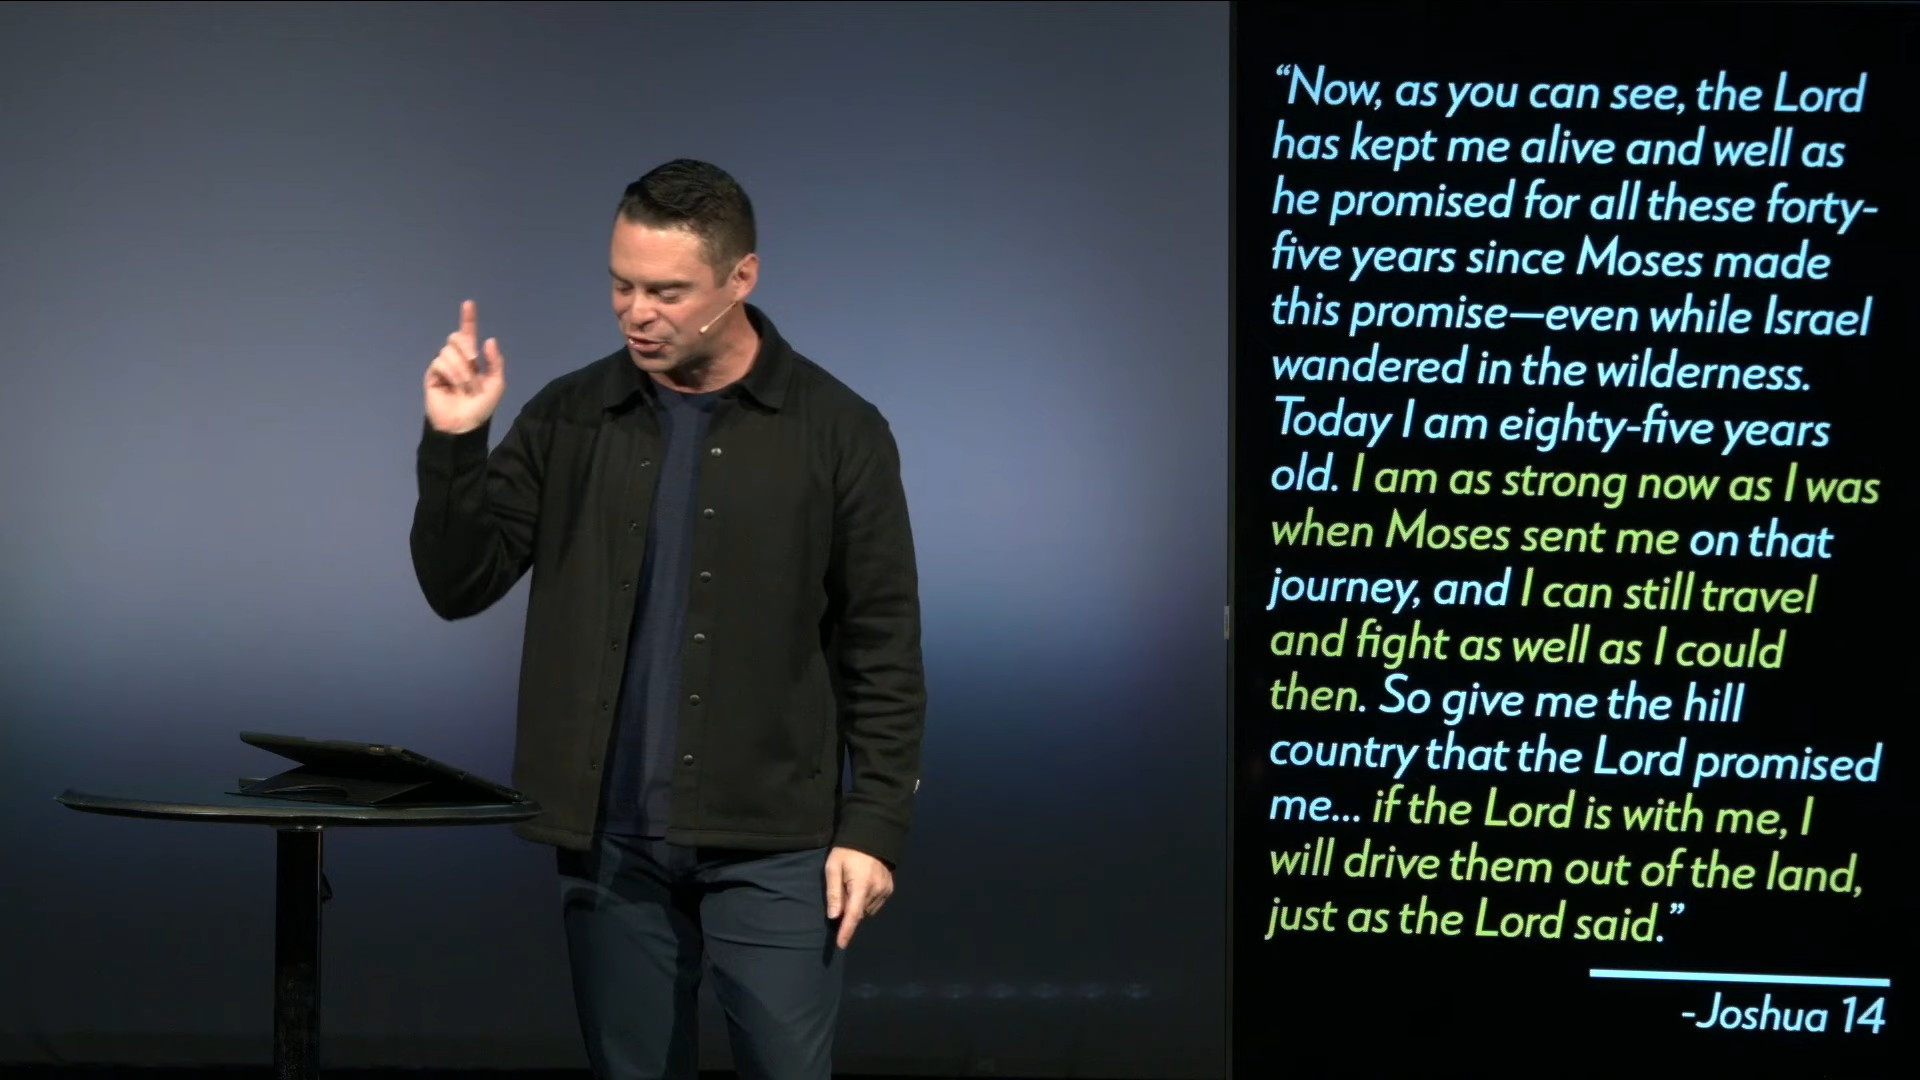 “Now, as you can see, the Lord
has kept me alive and well as
he promised for all these forty-
five years since Moses made
this promise—even while Israel
wandered in the wilderness.
Today I am eighty-five years
old. I am as strong now as I was
when Moses sent me on that
journey, and I can still travel
and fight as well as I could
then. So give me the hill
country that the Lord promised
me... if the Lord is with me, I
will drive them out of the land,
just as the Lord said.”
-Joshua 14